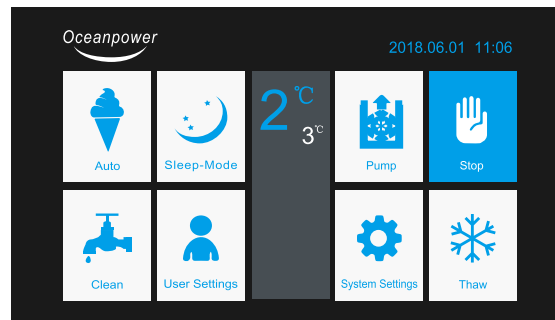 Oceanpower
2018.06.01 11:06
2℃
3℃
Auto
Sleep-Mode
Pump
Stop
Clean
User Settings
System Settings
Thaw